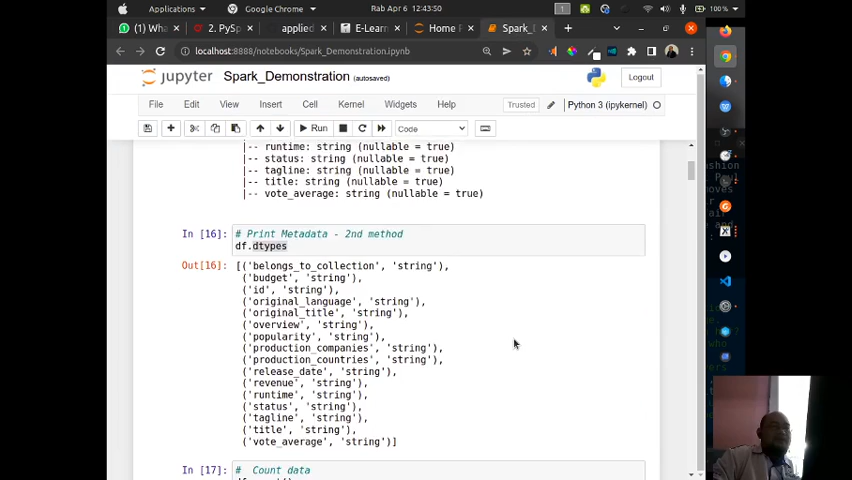 Applications
Google Chrome
Rab Apr 6 12:43:50
1
100%
(1) Wha
2. PySp
applied
E-Learn
Home P
Spark_D
localhost:8888/notebooks/Spark_Demonstration.ipynb
jupyter Spark_Demonstration (autosaved)
Logout
File Edit View Insert Cell Kernel Widgets Help
Trusted
Python 3 (ipykernel)
Run
Code
|-- runtime: string (nullable = true)
|-- status: string (nullable = true)
|-- tagline: string (nullable = true)
|-- title: string (nullable = true)
|-- vote_average: string (nullable = true)
In [16]: # Print Metadata - 2nd method
df.dtypes
Out[16]: [('belongs_to_collection', 'string'),
('budget', 'string'),
('id', 'string'),
('original_language', 'string'),
('original_title', 'string'),
('overview', 'string'),
('popularity', 'string'),
('production_companies', 'string'),
('production_countries', 'string'),
('release_date', 'string'),
('revenue', 'string'),
('runtime', 'string'),
('status', 'string'),
('tagline', 'string'),
('title', 'string'),
('vote_average', 'string')]
In [17]: # Count data